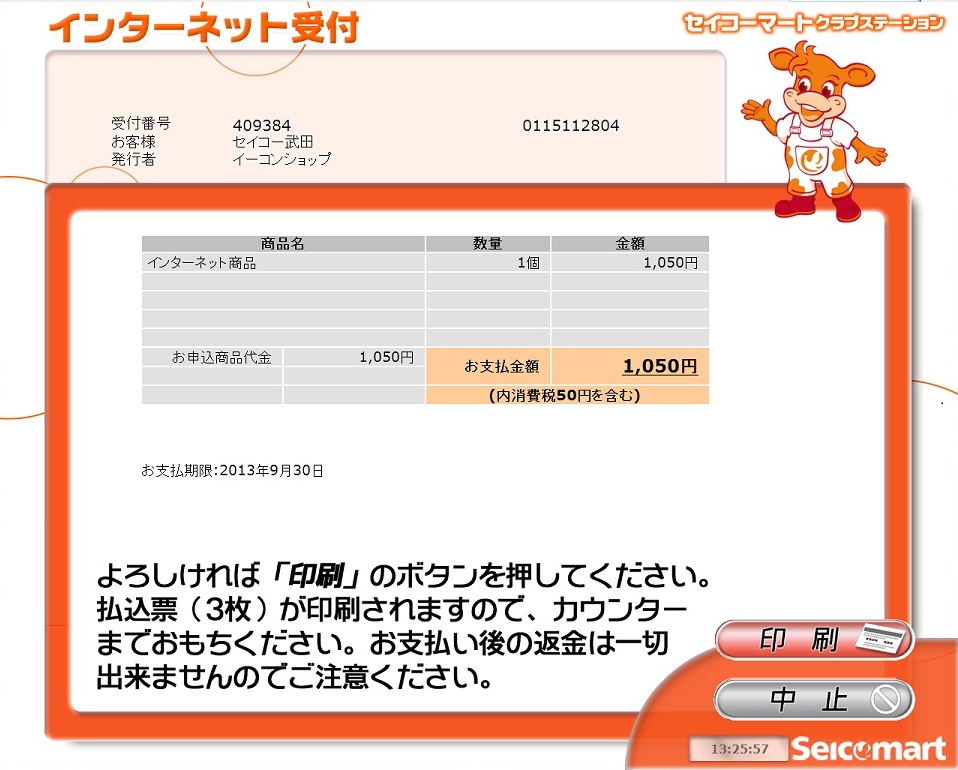 インターネット受付
セイコーマートクラブステーション
受付番号 409384 0115112804
お客様 セイコー武田
発行者 イーコンショップ
商品名 数量 金額
インターネット商品 1個 1,050円
お申込商品代金 1,050円 お支払金額 1,050円
(内消費税50円を含む)
お支払期限:2013年9月30日
よろしければ「印刷」のボタンを押してください。
払込票（3枚）が印刷されますので、カウンター
までおもちください。お支払い後の返金は一切
出来ませんのでご注意ください。
印 刷
中 止
13:25:57 Seicomart